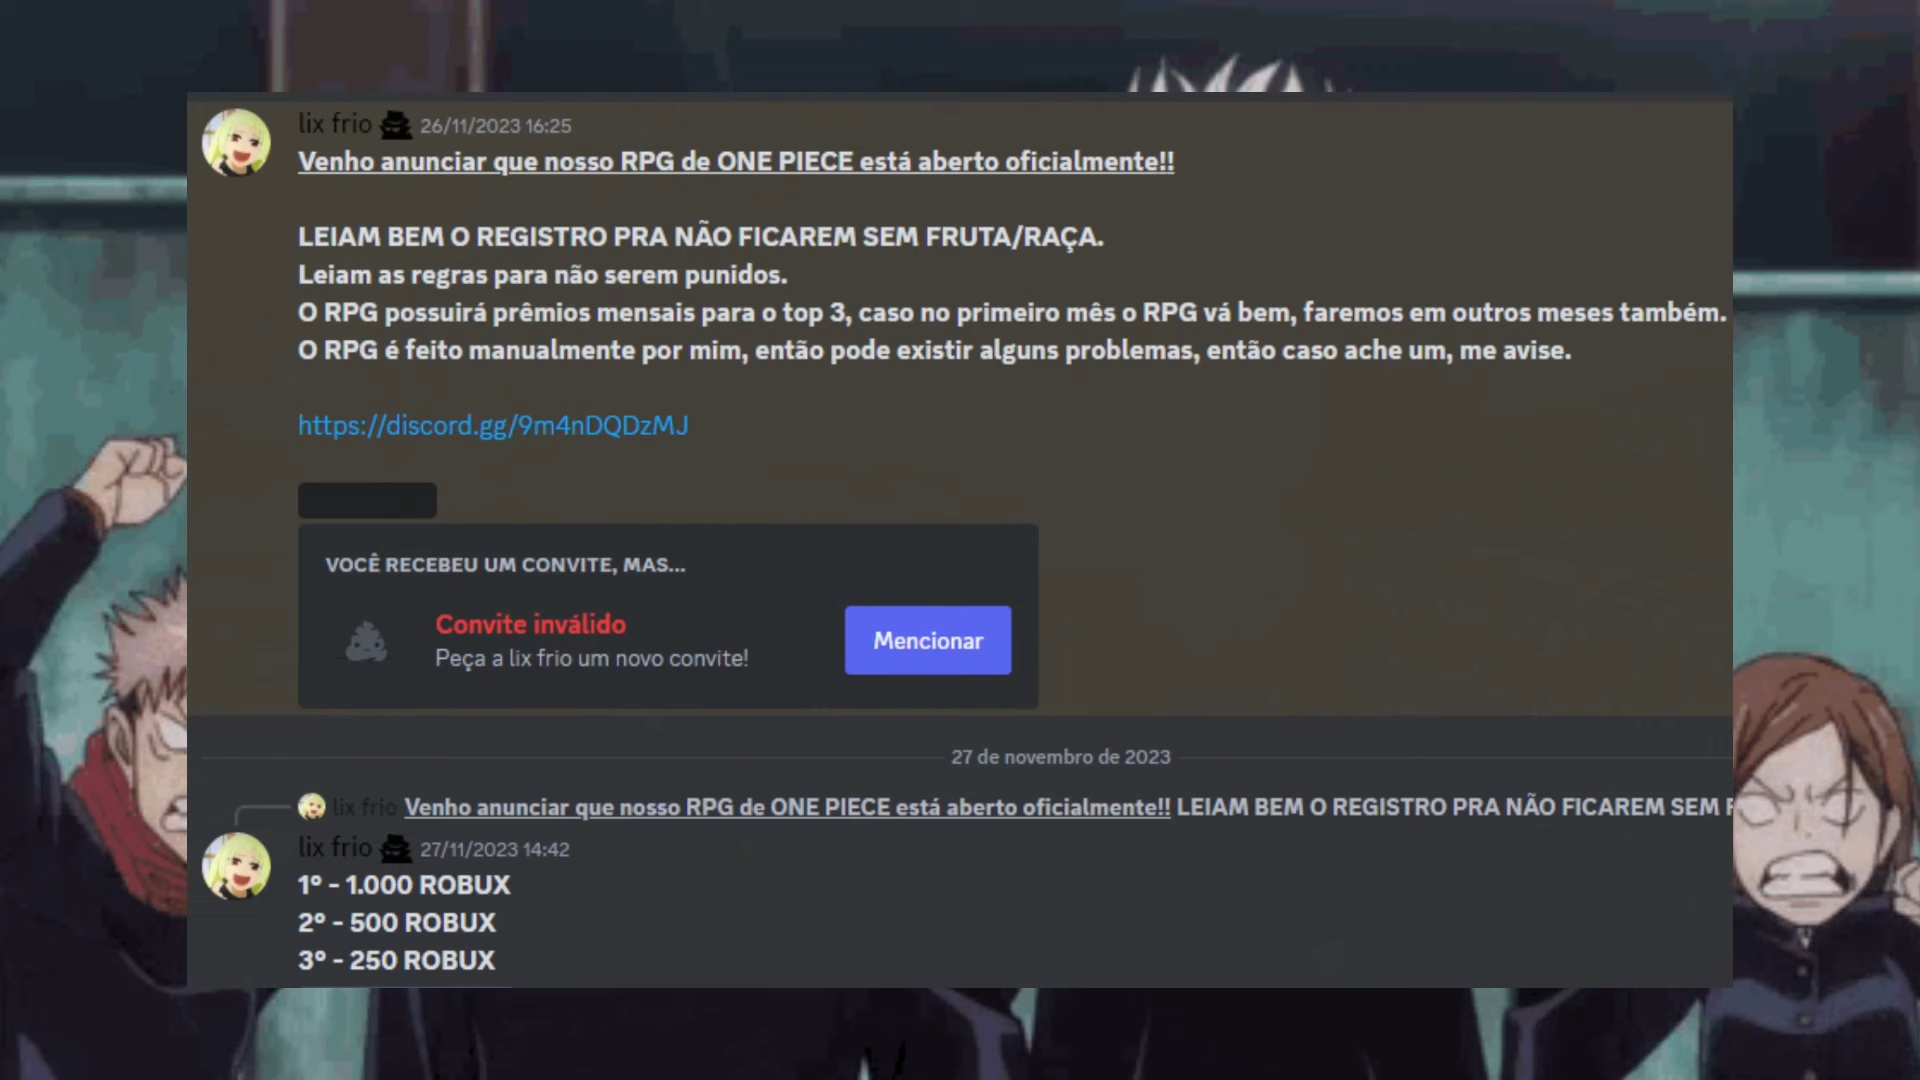 lix frio 26/11/2023 16:25
Venho anunciar que nosso RPG de ONE PIECE está aberto oficialmente!!
LEIAM BEM O REGISTRO PRA NÃO FICAREM SEM FRUTA/RAÇA.
Leiam as regras para não serem punidos.
O RPG possuirá prêmios mensais para o top 3, caso no primeiro mês o RPG vá bem, faremos em outros meses também.
O RPG é feito manualmente por mim, então pode existir alguns problemas, então caso ache um, me avise.
https://discord.gg/9m4nDQDzMJ
VOCÊ RECEBEU UM CONVITE, MAS...
Convite inválido
Peça a lix frio um novo convite!
Mencionar
27 de novembro de 2023
lix frio Venho anunciar que nosso RPG de ONE PIECE está aberto oficialmente!! LEIAM BEM O REGISTRO PRA NÃO FICAREM SEM
lix frio 27/11/2023 14:42
1º - 1.000 ROBUX
2º - 500 ROBUX
3º - 250 ROBUX